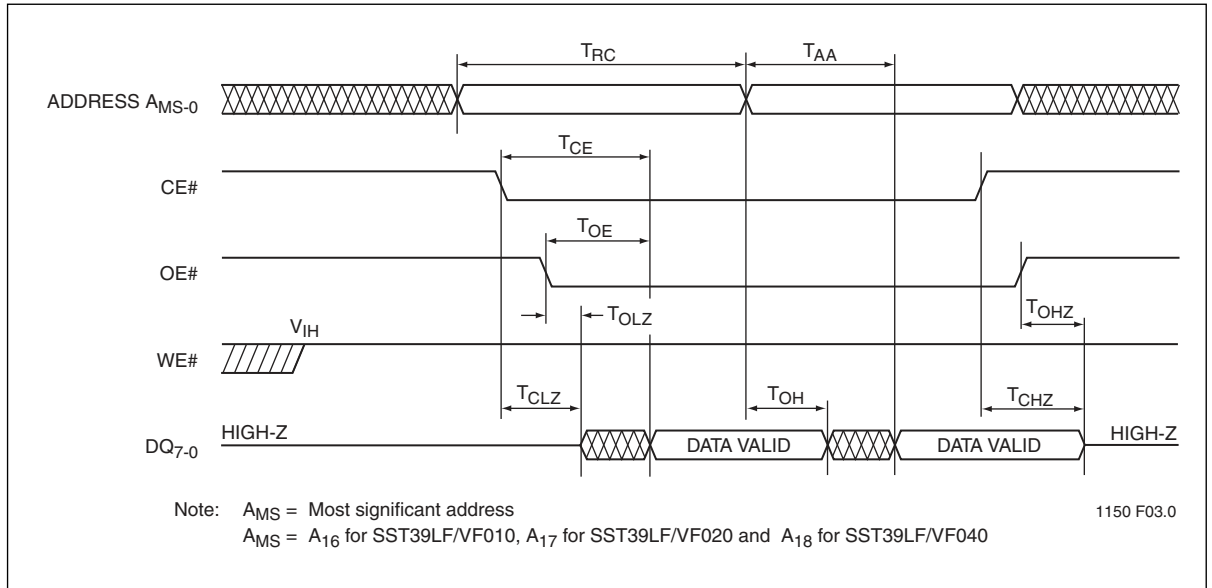 TRC TAA
ADDRESS AMS-0
TCE
CE#
TOE
OE#
TOLZ TOHZ
VIH
WE#
TCLZ TOH TCHZ
HIGH-Z HIGH-Z
DQ7-0 DATA VALID DATA VALID
Note: AMS = Most significant address 1150 F03.0
AMS = A16 for SST39LF/VF010, A17 for SST39LF/VF020 and A18 for SST39LF/VF040